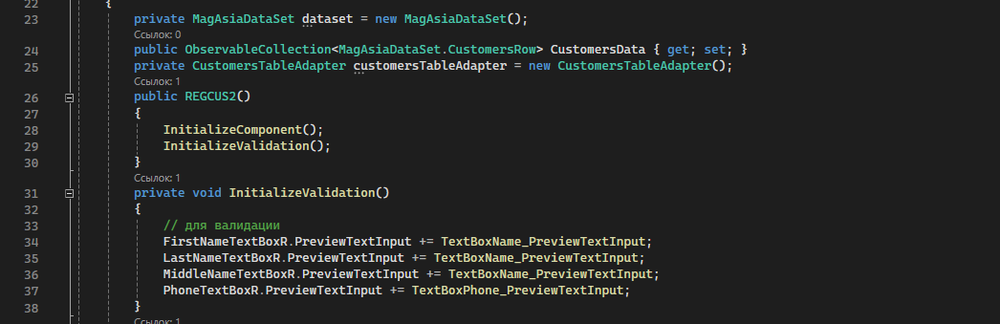 22 {
23 private MagAsiaDataSet dataset = new MagAsiaDataSet();
Ссылок: 0
24 public ObservableCollection<MagAsiaDataSet.CustomersRow> CustomersData { get; set; }
25 private CustomersTableAdapter customersTableAdapter = new CustomersTableAdapter();
Ссылок: 1
26 public REGCUS2()
27 {
28 InitializeComponent();
29 InitializeValidation();
30 }
Ссылок: 1
31 private void InitializeValidation()
32 {
33 // для валидации
34 FirstNameTextBoxR.PreviewTextInput += TextBoxName_PreviewTextInput;
35 LastNameTextBoxR.PreviewTextInput += TextBoxName_PreviewTextInput;
36 MiddleNameTextBoxR.PreviewTextInput += TextBoxName_PreviewTextInput;
37 PhoneTextBoxR.PreviewTextInput += TextBoxPhone_PreviewTextInput;
38 }
Ссылок: 1